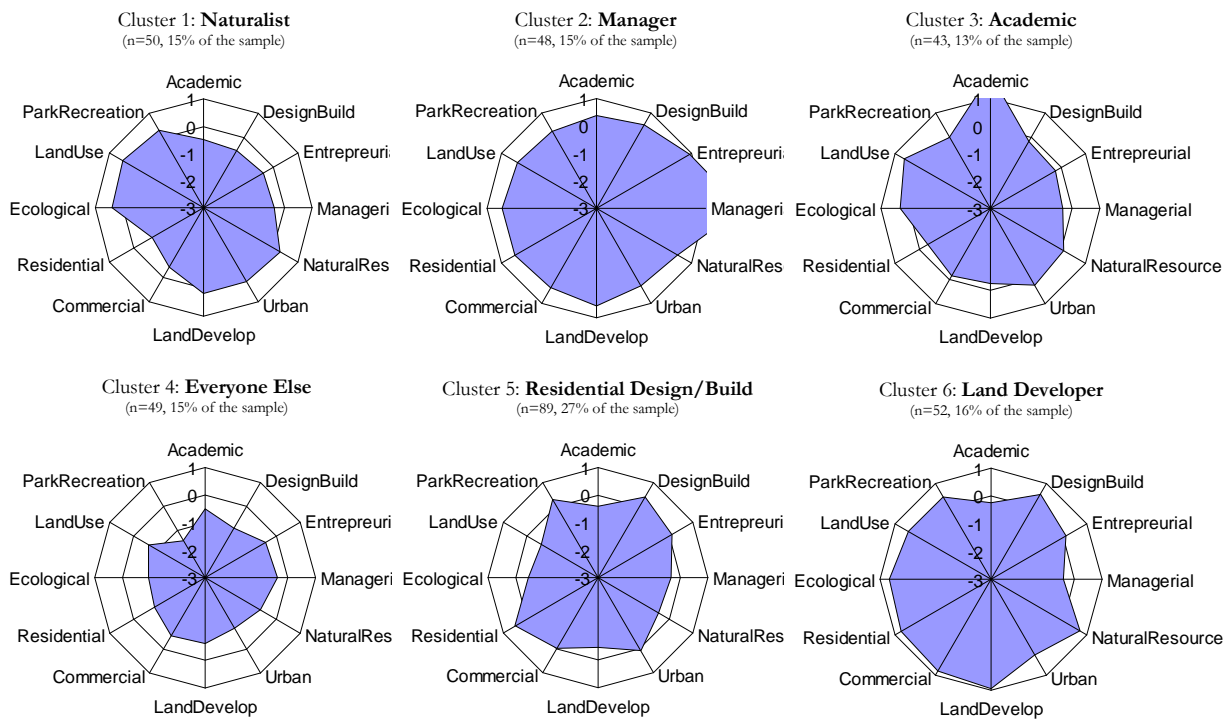 Cluster 1: Naturalist
(n=50, 15% of the sample)
Academic
ParkRecreation
DesignBuild
LandUse
Entrepreurial
Ecological
Managerial
Residential
NaturalRes
Commercial
Urban
LandDevelop
1
0
-1
-2
-3
Cluster 2: Manager
(n=48, 15% of the sample)
Academic
ParkRecreation
DesignBuild
LandUse
Entrepreurial
Ecological
Manageri
Residential
NaturalRes
Commercial
Urban
LandDevelop
1
0
-1
-2
-3
Cluster 3: Academic
(n=43, 13% of the sample)
Academic
ParkRecreation
DesignBuild
LandUse
Entrepreurial
Ecological
Managerial
Residential
NaturalResource
Commercial
Urban
LandDevelop
1
0
-1
-2
-3
Cluster 4: Everyone Else
(n=49, 15% of the sample)
Academic
ParkRecreation
DesignBuild
LandUse
Entrepreurial
Ecological
Manageri
Residential
NaturalRes
Commercial
Urban
LandDevelop
1
0
-1
-2
-3
Cluster 5: Residential Design/Build
(n=89, 27% of the sample)
Academic
ParkRecreation
DesignBuild
LandUse
Entrepreurial
Ecological
Manageri
Residential
NaturalRes
Commercial
Urban
LandDevelop
1
0
-1
-2
-3
Cluster 6: Land Developer
(n=52, 16% of the sample)
Academic
ParkRecreation
DesignBuild
LandUse
Entrepreurial
Ecological
Managerial
Residential
NaturalResource
Commercial
Urban
LandDevelop
1
0
-1
-2
-3